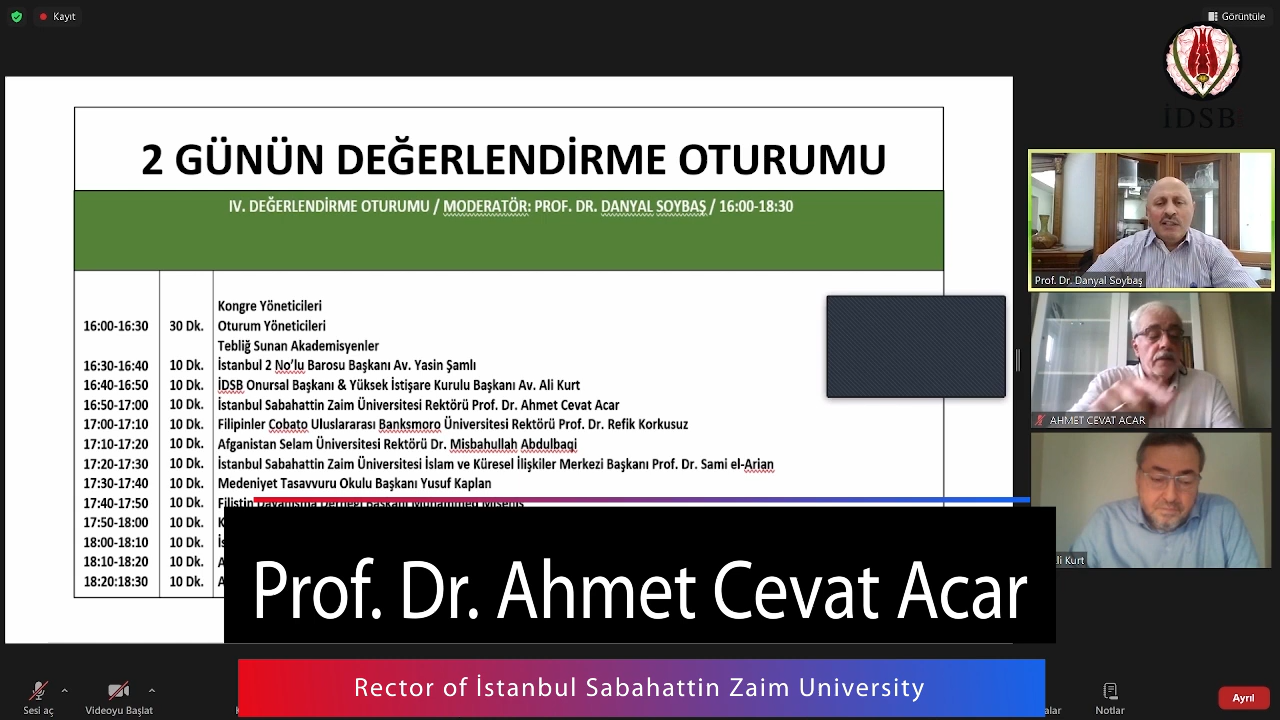 Kayıt
Görüntüle
İDSB
2 GÜNÜN DEĞERLENDİRME OTURUMU
IV. DEĞERLENDİRME OTURUMU / MODERATÖR: PROF. DR. DANYAL SOYBAŞ / 16:00-18:30
Kongre Yöneticileri
16:00-16:30 30 Dk. Oturum Yöneticileri
Tebliğ Sunan Akademisyenler
16:30-16:40 10 Dk. İstanbul 2 No'lu Barosu Başkanı Av. Yasin Şamlı
16:40-16:50 10 Dk. İDSB Onursal Başkanı & Yüksek İstişare Kurulu Başkanı Av. Ali Kurt
16:50-17:00 10 Dk. İstanbul Sabahattin Zaim Üniversitesi Rektörü Prof. Dr. Ahmet Cevat Acar
17:00-17:10 10 Dk. Filipinler Cobato Uluslararası Banksmoro Üniversitesi Rektörü Prof. Dr. Refik Korkusuz
17:10-17:20 10 Dk. Afganistan Selam Üniversitesi Rektörü Dr. Misbahullah Abdulbaqi
17:20-17:30 10 Dk. İstanbul Sabahattin Zaim Üniversitesi İslam ve Küresel İlişkiler Merkezi Başkanı Prof. Dr. Sami el-Arian
17:30-17:40 10 Dk. Medeniyet Tasavvuru Okulu Başkanı Yusuf Kaplan
17:40-17:50 10 Dk. Filistin Dayanışma Derneği Başkanı Muhammed
17:50-18:00 10 Dk.
18:00-18:10 10 Dk.
18:10-18:20 10 Dk.
18:20:18:30 10 Dk.
Prof. Dr. Danyal Soybaş
AHMET CEVAT ACAR
li Kurt
Prof. Dr. Ahmet Cevat Acar
Rector of İstanbul Sabahattin Zaim University
Sesi aç
Videoyu Başlat
alar
Notlar
Ayrıl